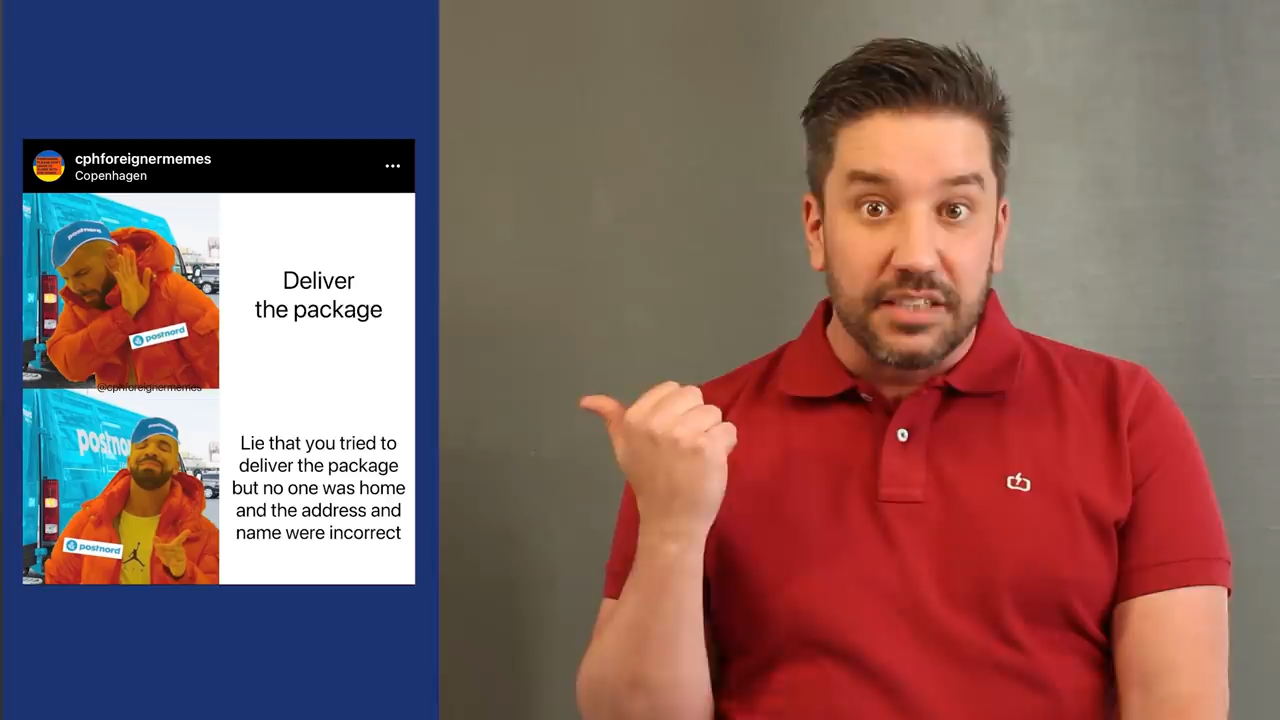 cphforeignermemes
Copenhagen
postnord
Deliver
the package
postnord
@cphforeignermemes
postnord
postnord
Lie that you tried to
deliver the package
but no one was home
and the address and
name were incorrect
postnord